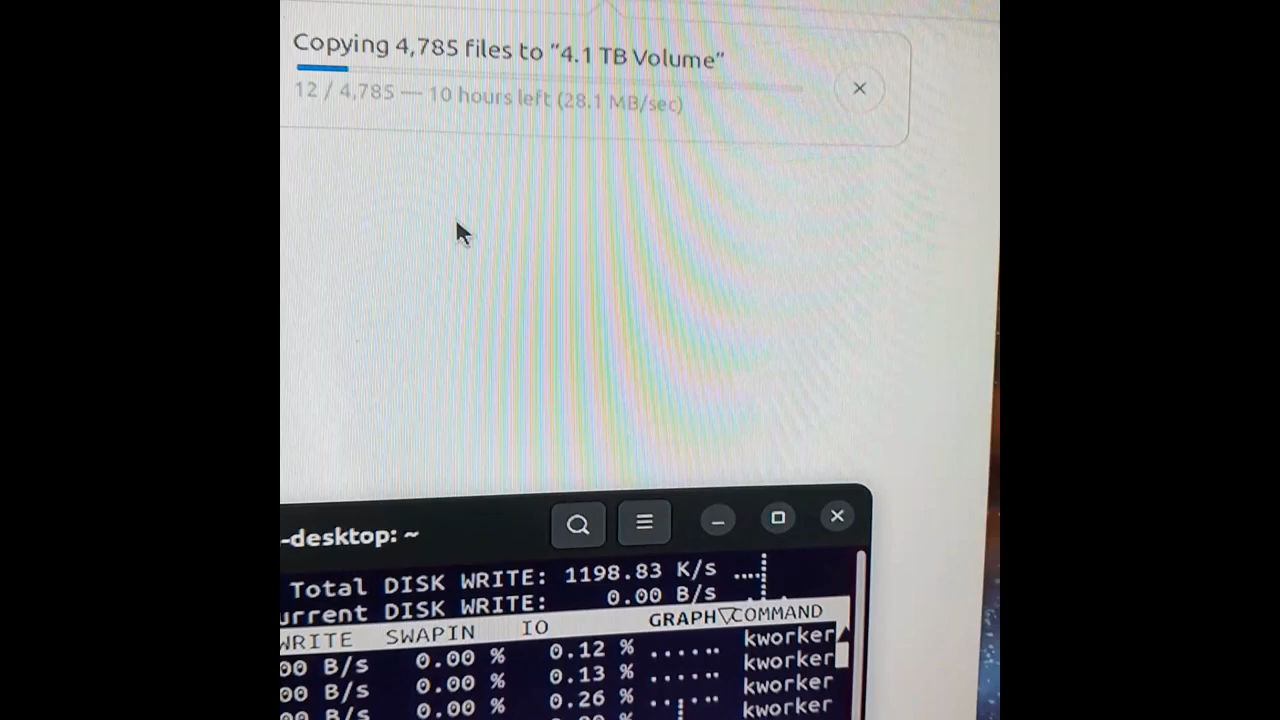 Copying 4,785 files to “4.1 TB Volume”
12 / 4,785 — 10 hours left (28.1 MB/sec)
-desktop: ~
Total DISK WRITE: 1198.83 K/s
urrent DISK WRITE: 0.00 B/s
WRITE SWAPIN IO GRAPH▽COMMAND
00 B/s 0.00 % 0.12 % kworker
00 B/s 0.00 % 0.13 % kworker
00 B/s 0.00 % 0.26 % kworker
kworker